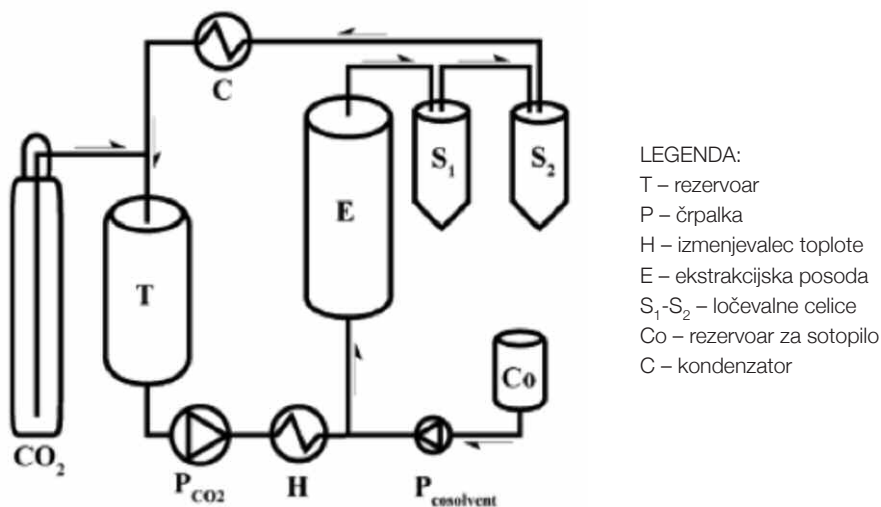 C
E
S1
S2
T
Co
CO2
PCO2
H
Pcosolvent
LEGENDA:
T – rezervoar
P – črpalka
H – izmenjevalec toplote
E – ekstrakcijska posoda
S1-S2 – ločevalne celice
Co – rezervoar za sotopilo
C – kondenzator